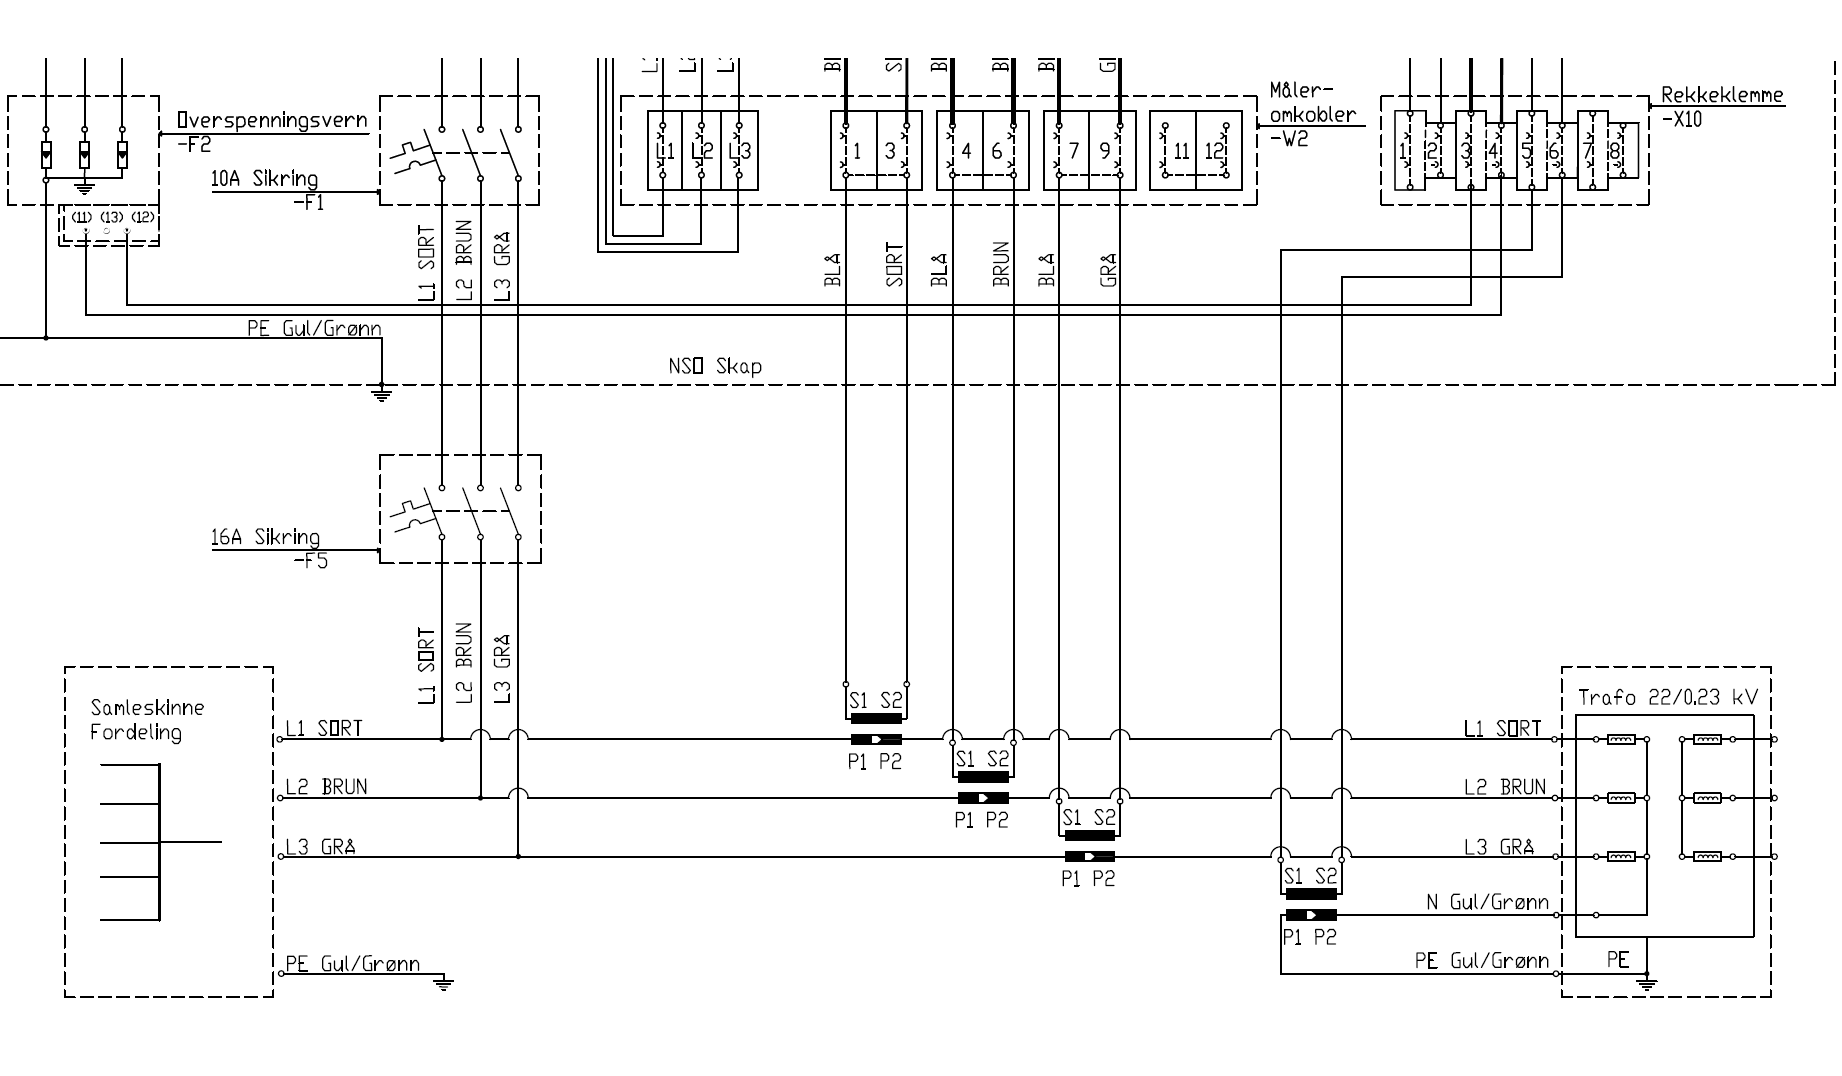 Overspenningsvern
-F2
10A Sikring
-F1
(11) (13) (12)
L1 SORT
L2 BRUN
L3 GRÅ
PE Gul/Grønn
L1 L2 L3
1 3 4 6 7 9 11 12
Måler-
omkobler
-W2
BLÅ
SORT
BLÅ
BRUN
BLÅ
GRÅ
1 2 3 4 5 6 7 8
Rekkeklemme
-X10
NSO Skap
16A Sikring
-F5
L1 SORT
L2 BRUN
L3 GRÅ
Samleskinne
Fordeling
L1 SORT
L2 BRUN
L3 GRÅ
PE Gul/Grønn
S1 S2
P1 P2
S1 S2
P1 P2
S1 S2
P1 P2
S1 S2
P1 P2
L1 SORT
L2 BRUN
L3 GRÅ
N Gul/Grønn
PE Gul/Grønn
Trafo 22/0.23 kV
PE